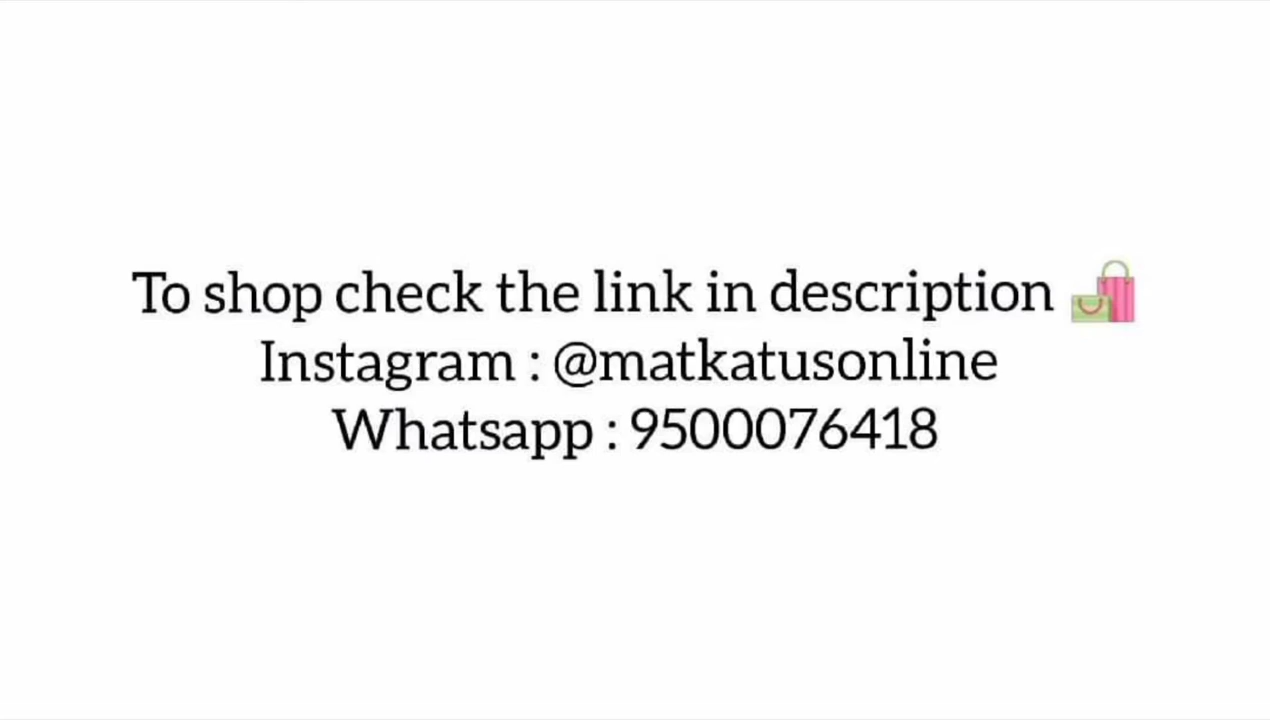 To shop check the link in description 🛍️
Instagram : @matkatusonline
Whatsapp : 9500076418